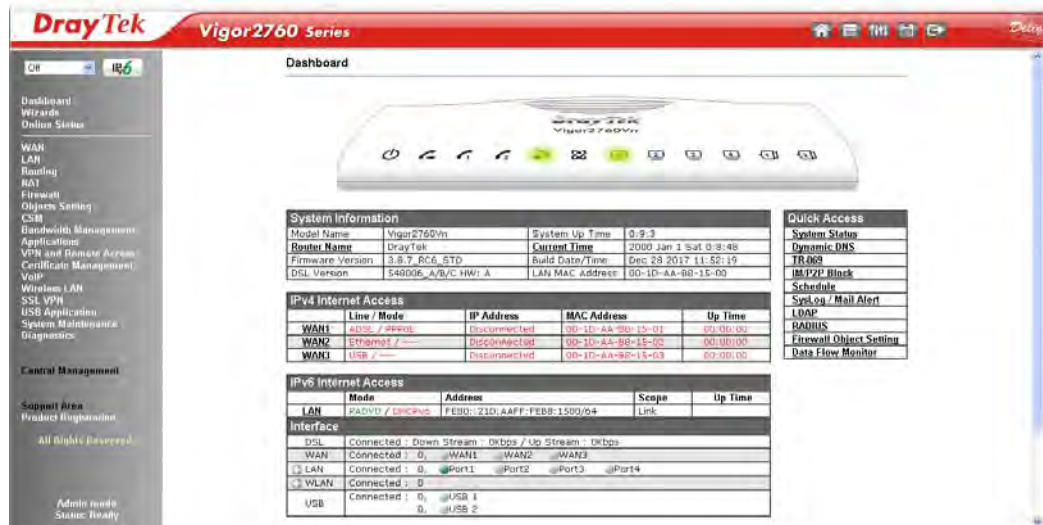 DrayTek
Vigor2760 Series
Off
IPv6
Dashboard
Wizards
Online Status
WAN
LAN
Routing
NAT
Firewall
Objects Setting
CSM
Bandwidth Management
Applications
VPN and Remote Access
Certificate Management
VoIP
Wireless LAN
SSL VPN
USB Application
System Maintenance
Diagnostics
Central Management
Support Area
Product Registration
All Rights Reserved.
Admin mode
Status: Ready
Dashboard
DrayTek
Vigor2760Vn
System Information
Model Name Vigor2760Vn System Up Time 0:9:3
Router Name DrayTek Current Time 2000 Jan 1 Sat 0:8:48
Firmware Version 3.8.7_RC6_STD Build Date/Time Dec 28 2017 11:52:19
DSL Version 548006_A/B/C HW: A LAN MAC Address 00-1D-AA-B8-15-00
IPv4 Internet Access
Line / Mode IP Address MAC Address Up Time
WAN1 ADSL / PPPoE Disconnected 00-1D-AA-B8-15-01 00:00:00
WAN2 Ethernet / --- Disconnected 00-1D-AA-B8-15-02 00:00:00
WAN3 USB / --- Disconnected 00-1D-AA-B8-15-03 00:00:00
IPv6 Internet Access
Mode Address Scope Up Time
LAN RADVD / DHCPv6 FE80::21D:AAFF:FEB8:1500/64 Link
Interface
DSL Connected : Down Stream : 0Kbps / Up Stream : 0Kbps
WAN Connected : 0, WAN1 WAN2 WAN3
LAN Connected : 0, Port1 Port2 Port3 Port4
WLAN Connected : 0
USB Connected : 0, USB 1
0, USB 2
Quick Access
System Status
Dynamic DNS
TR-069
IM/P2P Block
Schedule
SysLog / Mail Alert
LDAP
RADIUS
Firewall Object Setting
Data Flow Monitor